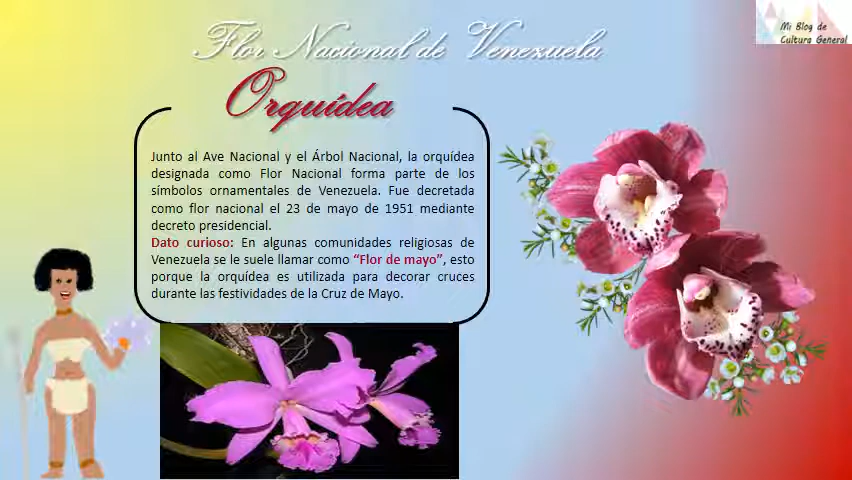 Mi Blog de
Cultura General
Flor Nacional de Venezuela
Orquídea
Junto al Ave Nacional y el Árbol Nacional, la orquídea
designada como Flor Nacional forma parte de los
símbolos ornamentales de Venezuela. Fue decretada
como flor nacional el 23 de mayo de 1951 mediante
decreto presidencial.
Dato curioso: En algunas comunidades religiosas de
Venezuela se le suele llamar como “Flor de mayo”, esto
porque la orquídea es utilizada para decorar cruces
durante las festividades de la Cruz de Mayo.